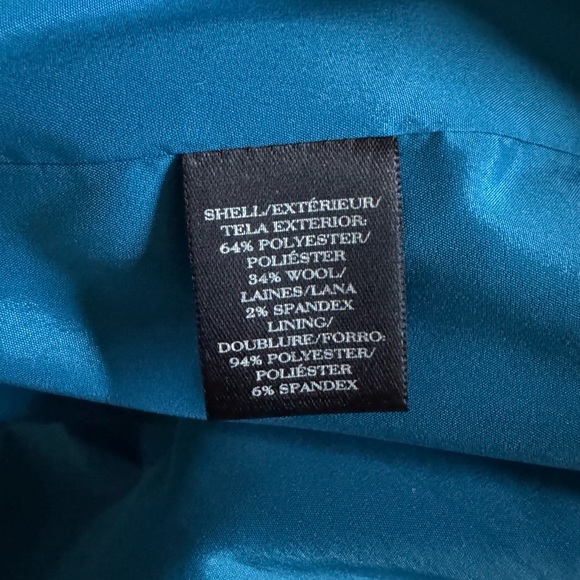 SHELL/EXTÉRIEUR/
TELA EXTERIOR:
64% POLYESTER/
POLIÉSTER
34% WOOL/
LAINES/LANA
2% SPANDEX
LINING/
DOUBLURE/FORRO:
94% POLYESTER/
POLIÉSTER
6% SPANDEX